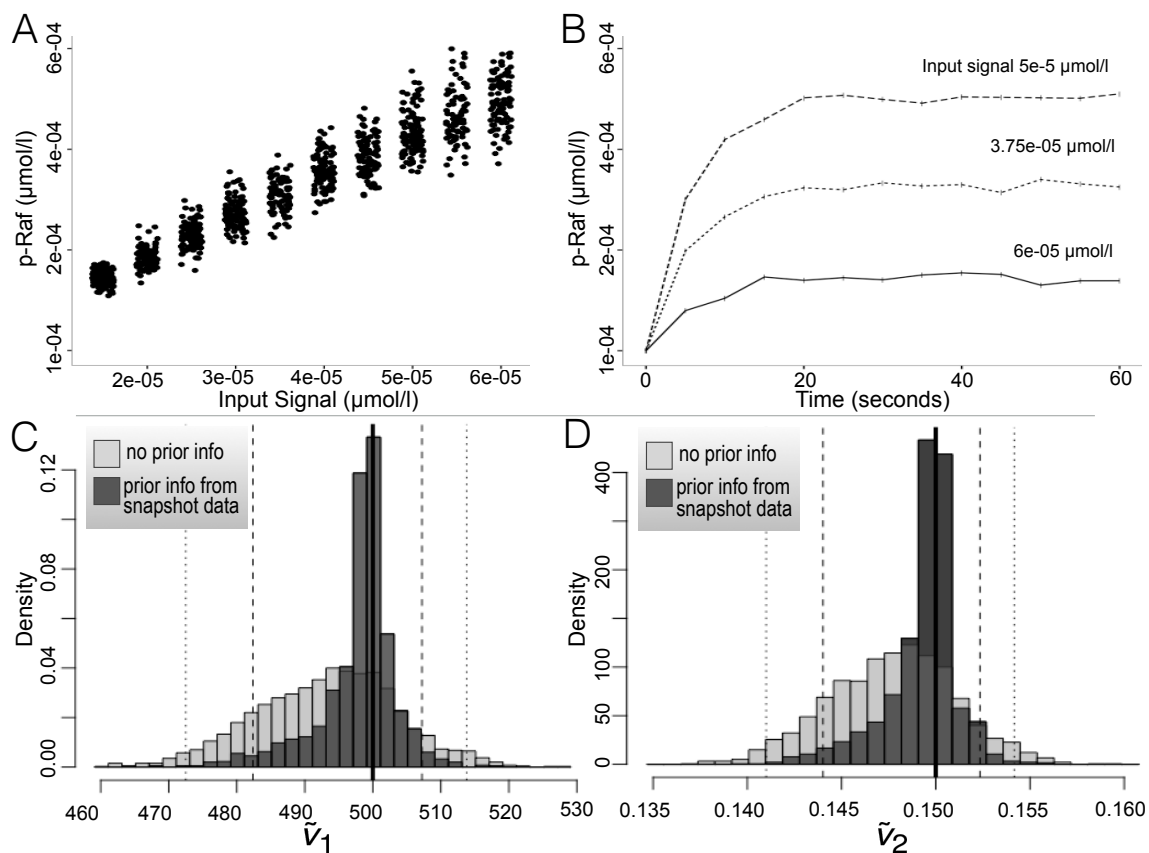 A
p-Raf (µmol/l)
6e-04
4e-04
2e-04
1e-04
2e-05 3e-05 4e-05 5e-05 6e-05
Input Signal (µmol/l)
B
p-Raf (µmol/l)
6e-04
4e-04
2e-04
1e-04
Input signal 5e-5 µmol/l
3.75e-05 µmol/l
6e-05 µmol/l
0 20 40 60
Time (seconds)
C
no prior info
prior info from
snapshot data
Density
0.12
0.08
0.04
0.00
460 470 480 490 500 510 520 530
ṽ1
D
no prior info
prior info from
snapshot data
Density
400
200
100
50
0
0.135 0.140 0.145 0.150 0.155 0.160
ṽ2